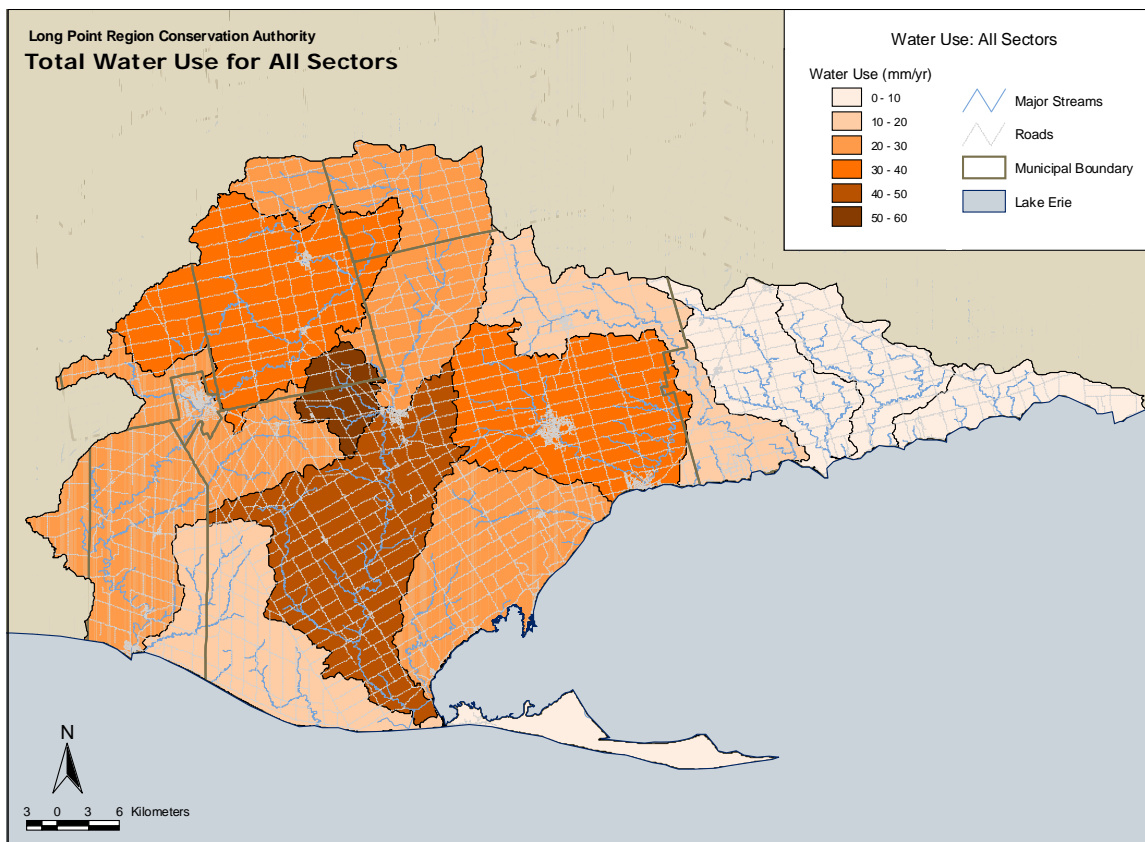 Long Point Region Conservation Authority
Total Water Use for All Sectors
Water Use: All Sectors
Water Use (mm/yr)
0 - 10
10 - 20
20 - 30
30 - 40
40 - 50
50 - 60
Major Streams
Roads
Municipal Boundary
Lake Erie
N
3 0 3 6 Kilometers